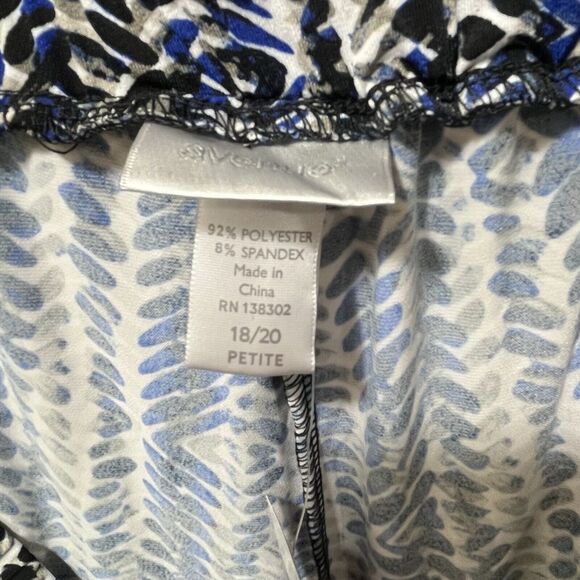 avenue
92% POLYESTER
8% SPANDEX
Made in
China
RN 138302
18/20
PETITE